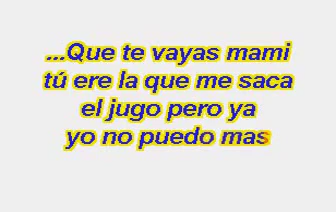 ...Que te vayas mami
tú ere la que me saca
el jugo pero ya
yo no puedo mas